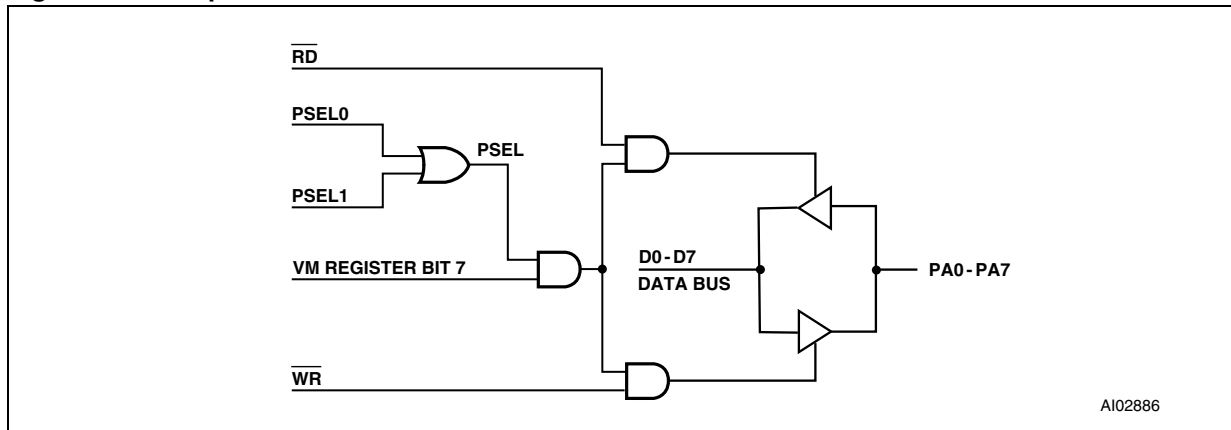 RD
PSEL0
PSEL
PSEL1
D0-D7
VM REGISTER BIT 7
PA0-PA7
DATA BUS
WR
AI02886